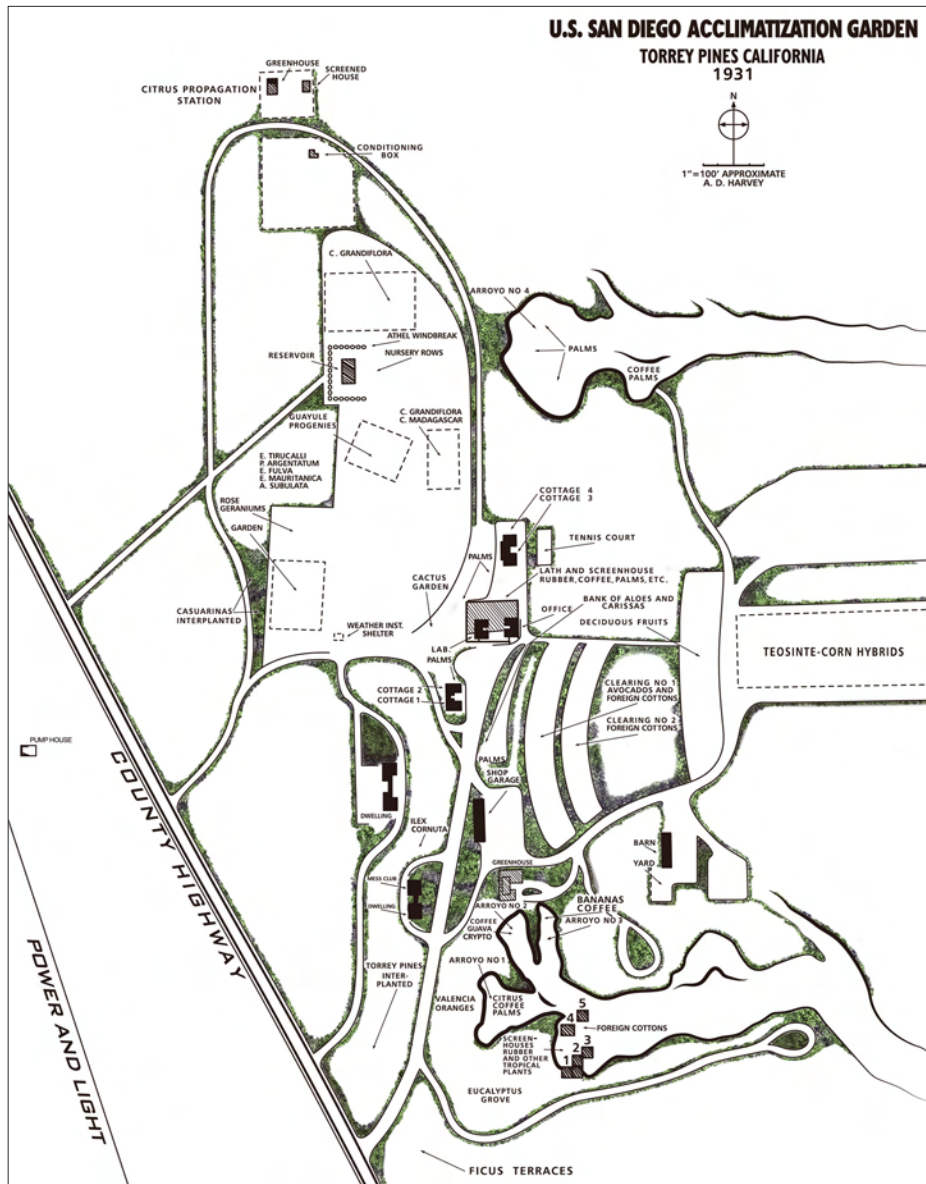 U.S. SAN DIEGO ACCLIMATIZATION GARDEN
TORREY PINES CALIFORNIA
1931
N
1"=100' APPROXIMATE
A. D. HARVEY
GREENHOUSE
SCREENED
HOUSE
CITRUS PROPAGATION
STATION
CONDITIONING
BOX
C. GRANDIFLORA
ARROYO NO 4
ATHEL WINDBREAK
RESERVOIR
NURSERY ROWS
PALMS
COFFEE
PALMS
GUAYULE
PROGENIES
C. GRANDIFLORA
C. MADAGASCAR
E. TIRUCALLI
P. ARGENTATUM
E. FULVA
E. MAURITANICA
A. SUBULATA
ROSE
GERANIUMS
GARDEN
COTTAGE 4
COTTAGE 3
TENNIS COURT
PALMS
LATH AND SCREENHOUSE
RUBBER, COFFEE, PALMS, ETC.
CACTUS
GARDEN
BANK OF ALOES AND
CARISSAS
OFFICE
DECIDUOUS FRUITS
CASUARINAS
INTERPLANTED
WEATHER INST.
SHELTER
LAB.
PALMS
TEOSINTE-CORN HYBRIDS
COTTAGE 2
COTTAGE 1
CLEARING NO 1
AVOCADOS AND
FOREIGN COTTONS
CLEARING NO 2
FOREIGN COTTONS
PUMP HOUSE
PALMS
SHOP
GARAGE
COUNTY HIGHWAY
DWELLING
ILEX
CORNUTA
BARN
YARD
GREENHOUSE
MESS CLUB
DWELLING
BANANAS
COFFEE
ARROYO NO 2
ARROYO NO 3
COFFEE
GUAVA
CRYPTO
TORREY PINES
INTER-
PLANTED
ARROYO NO 1
VALENCIA
ORANGES
CITRUS
COFFEE
PALMS
5
4
FOREIGN COTTONS
SCREEN-
HOUSES
RUBBER
AND OTHER
TROPICAL
PLANTS
3
2
1
POWER AND LIGHT
EUCALYPTUS
GROVE
FICUS TERRACES